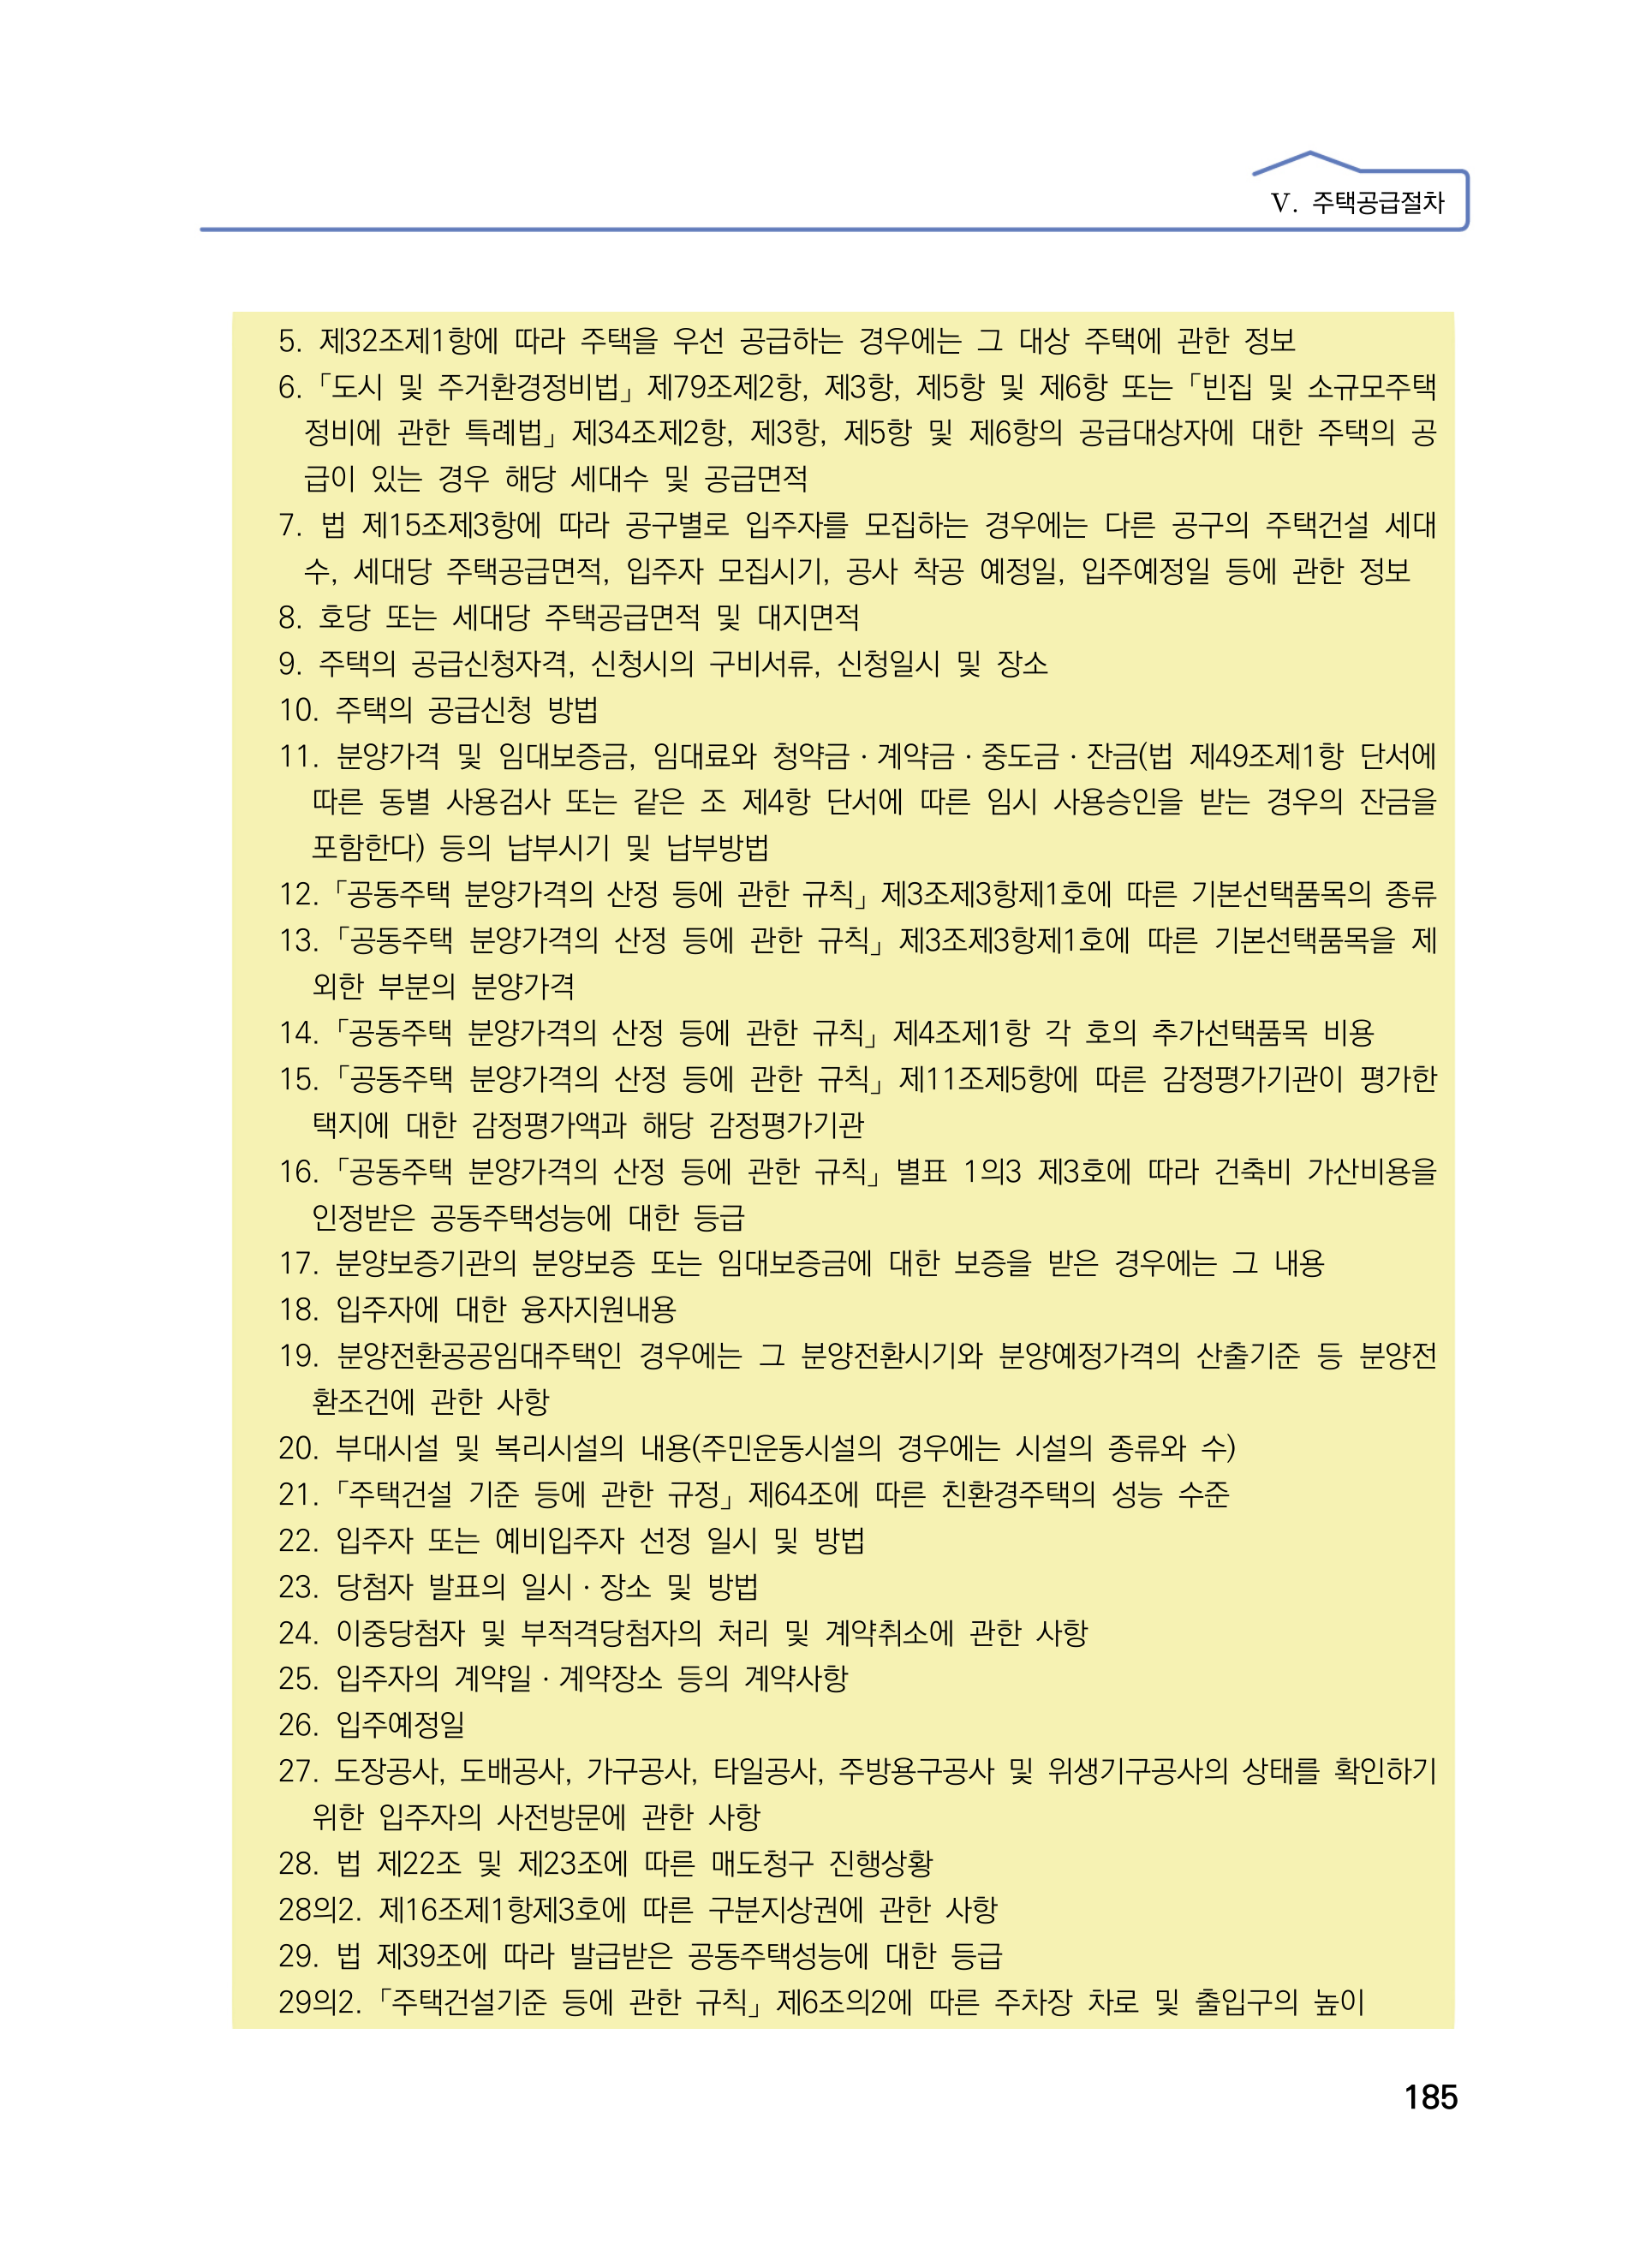 Ⅴ. 주택공급절차
5. 제32조제1항에 따라 주택을 우선 공급하는 경우에는 그 대상 주택에 관한 정보
6.「도시 및 주거환경정비법」제79조제2항, 제3항, 제5항 및 제6항 또는「빈집 및 소규모주택
정비에 관한 특례법」제34조제2항, 제3항, 제5항 및 제6항의 공급대상자에 대한 주택의 공
급이 있는 경우 해당 세대수 및 공급면적
7. 법 제15조제3항에 따라 공구별로 입주자를 모집하는 경우에는 다른 공구의 주택건설 세대
수, 세대당 주택공급면적, 입주자 모집시기, 공사 착공 예정일, 입주예정일 등에 관한 정보
8. 호당 또는 세대당 주택공급면적 및 대지면적
9. 주택의 공급신청자격, 신청시의 구비서류, 신청일시 및 장소
10. 주택의 공급신청 방법
11. 분양가격 및 임대보증금, 임대료와 청약금·계약금·중도금·잔금(법 제49조제1항 단서에
따른 동별 사용검사 또는 같은 조 제4항 단서에 따른 임시 사용승인을 받는 경우의 잔금을
포함한다) 등의 납부시기 및 납부방법
12.「공동주택 분양가격의 산정 등에 관한 규칙」제3조제3항제1호에 따른 기본선택품목의 종류
13.「공동주택 분양가격의 산정 등에 관한 규칙」제3조제3항제1호에 따른 기본선택품목을 제
외한 부분의 분양가격
14.「공동주택 분양가격의 산정 등에 관한 규칙」제4조제1항 각 호의 추가선택품목 비용
15.「공동주택 분양가격의 산정 등에 관한 규칙」제11조제5항에 따른 감정평가기관이 평가한
택지에 대한 감정평가액과 해당 감정평가기관
16.「공동주택 분양가격의 산정 등에 관한 규칙」별표 1의3 제3호에 따라 건축비 가산비용을
인정받은 공동주택성능에 대한 등급
17. 분양보증기관의 분양보증 또는 임대보증금에 대한 보증을 받은 경우에는 그 내용
18. 입주자에 대한 융자지원내용
19. 분양전환공공임대주택인 경우에는 그 분양전환시기와 분양예정가격의 산출기준 등 분양전
환조건에 관한 사항
20. 부대시설 및 복리시설의 내용(주민운동시설의 경우에는 시설의 종류와 수)
21.「주택건설 기준 등에 관한 규정」제64조에 따른 친환경주택의 성능 수준
22. 입주자 또는 예비입주자 선정 일시 및 방법
23. 당첨자 발표의 일시·장소 및 방법
24. 이중당첨자 및 부적격당첨자의 처리 및 계약취소에 관한 사항
25. 입주자의 계약일·계약장소 등의 계약사항
26. 입주예정일
27. 도장공사, 도배공사, 가구공사, 타일공사, 주방용구공사 및 위생기구공사의 상태를 확인하기
위한 입주자의 사전방문에 관한 사항
28. 법 제22조 및 제23조에 따른 매도청구 진행상황
28의2. 제16조제1항제3호에 따른 구분지상권에 관한 사항
29. 법 제39조에 따라 발급받은 공동주택성능에 대한 등급
29의2.「주택건설기준 등에 관한 규칙」제6조의2에 따른 주차장 차로 및 출입구의 높이
185